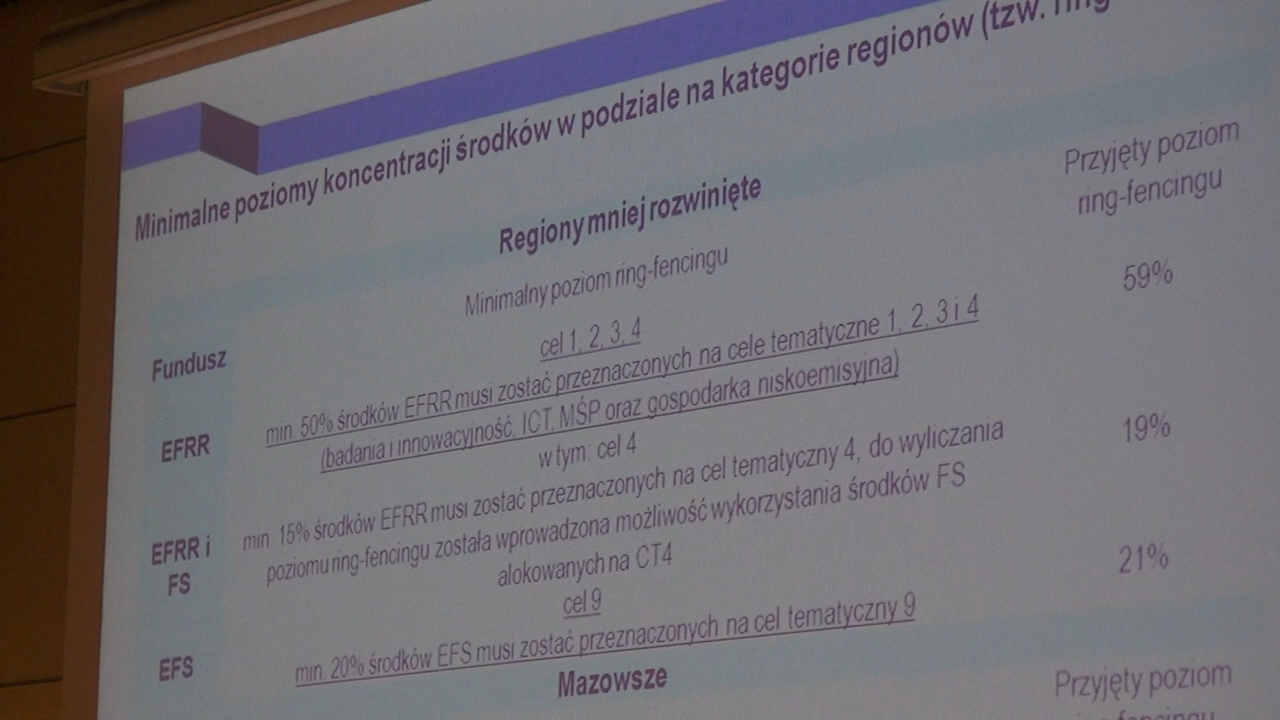 Minimalne poziomy koncentracji środków w podziale na kategorie regionów (tzw. ring
Regiony mniej rozwinięte
Przyjęty poziom
ring-fencingu
Fundusz
Minimalny poziom ring-fencingu
cel 1, 2, 3, 4
59%
EFRR
min. 50% środków EFRR musi zostać przeznaczonych na cele tematyczne 1, 2, 3 i 4
(badania i innowacyjność, ICT, MŚP oraz gospodarka niskoemisyjna)
w tym: cel 4
19%
EFRR i
FS
min. 15% środków EFRR musi zostać przeznaczonych na cel tematyczny 4, do wyliczania
poziomu ring-fencingu została wprowadzona możliwość wykorzystania środków FS
alokowanych na CT4
cel 9
21%
EFS
min. 20% środków EFS musi zostać przeznaczonych na cel tematyczny 9
Mazowsze
Przyjęty poziom